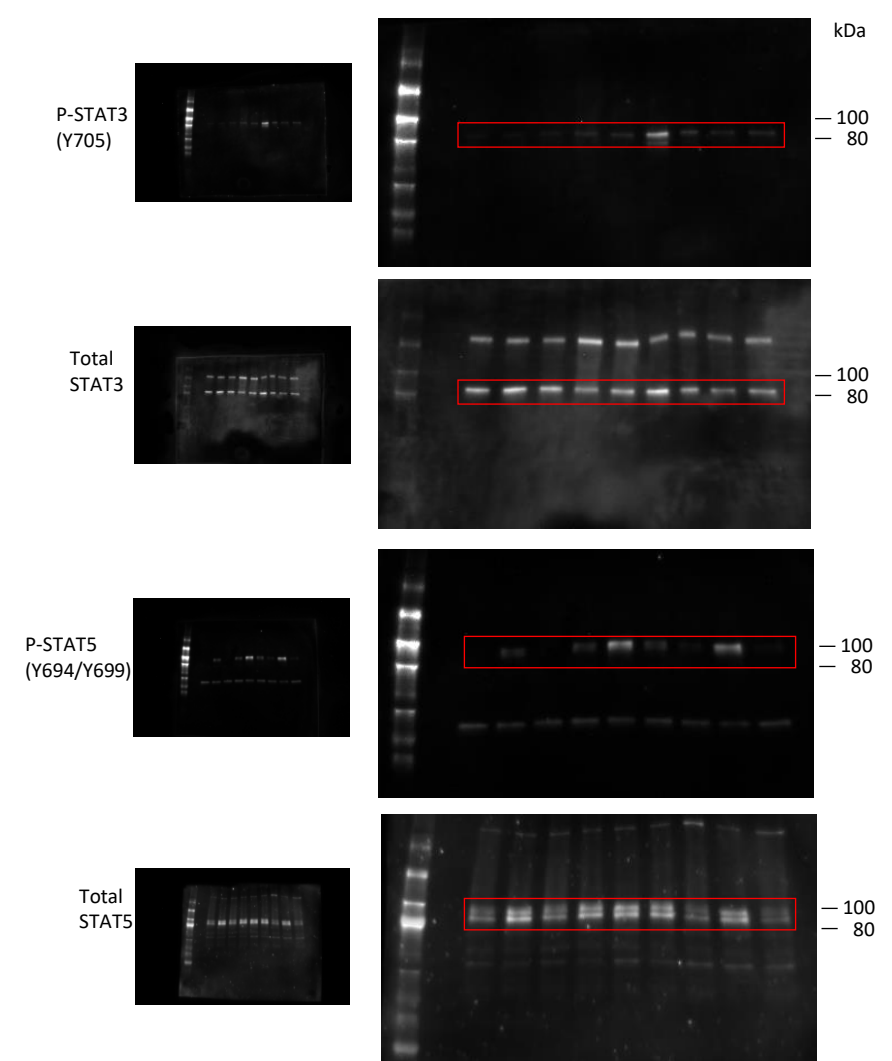 kDa
P-STAT3
(Y705)
— 100
— 80
Total
STAT3
— 100
— 80
P-STAT5
(Y694/Y699)
— 100
— 80
Total
STAT5
— 100
— 80